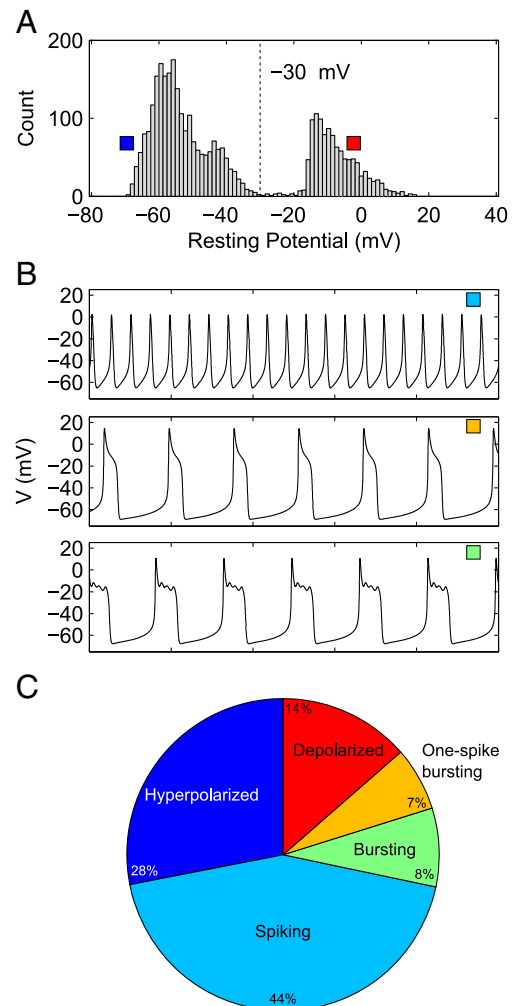 A
200
100
0
Count
−30 mV
−80 −60 −40 −20 0 20 40
Resting Potential (mV)
B
20
0
−20
−40
−60
20
0
−20
−40
−60
20
0
−20
−40
−60
V (mV)
C
14%
Depolarized
One-spike
bursting
7%
Hyperpolarized
Bursting
28%
8%
Spiking
44%